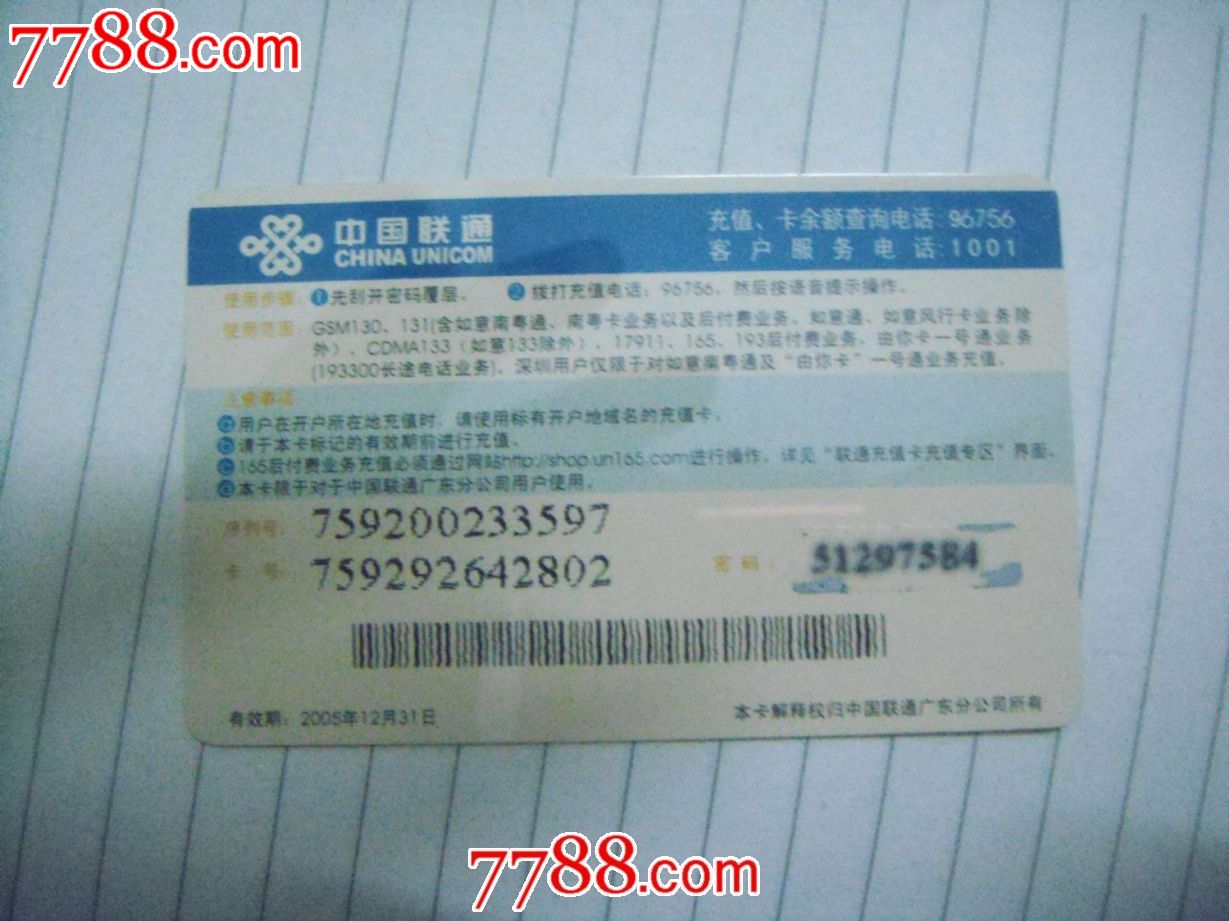 7788.com
中国联通
CHINA UNICOM
充值、卡余额查询电话:96756
客户服务电话:1001
使用步骤: ①先刮开密码覆层。 ②拨打充值电话:96756,然后按语音提示操作。
使用范围: GSM130、131(含如意南粤通、南粤卡业务以及后付费业务。如意通、如意风行卡业务除
外)、CDMA133(如意133除外)、17911、165、193后付费业务、由你卡一号通业务
(193300长途电话业务)。深圳用户仅限于对如意南粤通及“由你卡”一号通业务充值。
注意事项:
ⓐ用户在开户所在地充值时,请使用标有开户地域名的充值卡。
ⓑ请于本卡标记的有效期前进行充值。
ⓒ165后付费业务充值必须通过网站http://shop.un165.com进行操作,详见“联通充值卡充值专区”界面。
ⓓ本卡限于对于中国联通广东分公司用户使用。
序列号: 759200233597
卡号: 759292642802
密码: 51297584
有效期:2005年12月31日
本卡解释权归中国联通广东分公司所有
7788.com